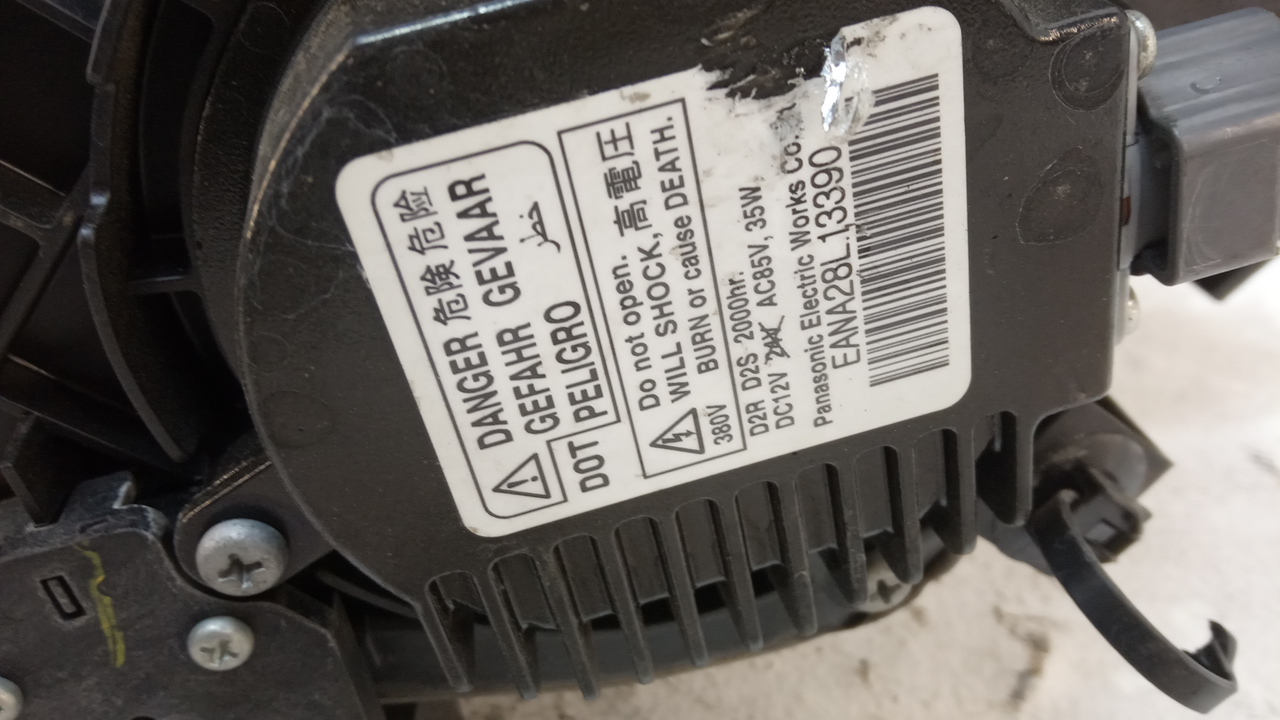 DANGER 危険 危险
GEFAHR GEVAAR
PELIGRO خطر
DOT
Do not open. 高電圧
WILL SHOCK,
BURN or cause DEATH.
380V
D2R D2S 2000hr.
DC12V AC85V, 35W
Panasonic Electric Works Co.
EANA28L13390